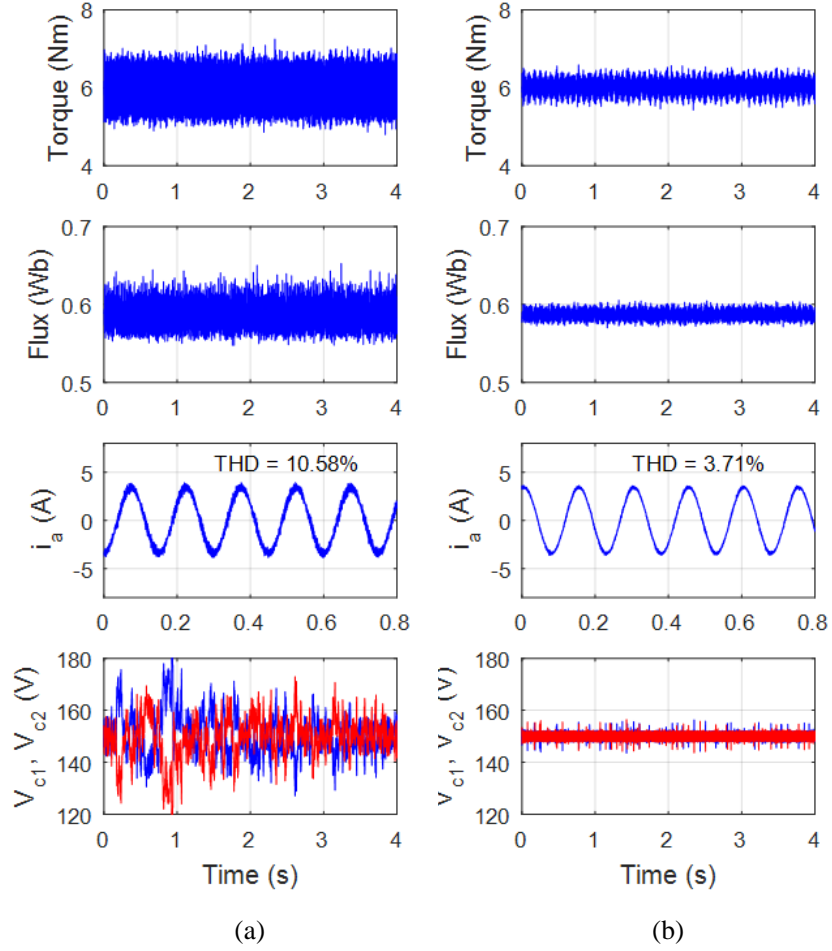 8
6
4
Torque (Nm)
0 1 2 3 4
0.7
0.6
0.5
Flux (Wb)
0 1 2 3 4
5
0
-5
i_a (A)
THD = 10.58%
0 0.2 0.4 0.6 0.8
180
160
140
120
V_c1, V_c2 (V)
0 1 2 3 4
Time (s)
(a)
8
6
4
Torque (Nm)
0 1 2 3 4
0.7
0.6
0.5
Flux (Wb)
0 1 2 3 4
5
0
-5
i_a (A)
THD = 3.71%
0 0.2 0.4 0.6 0.8
180
160
140
120
V_c1, V_c2 (V)
0 1 2 3 4
Time (s)
(b)